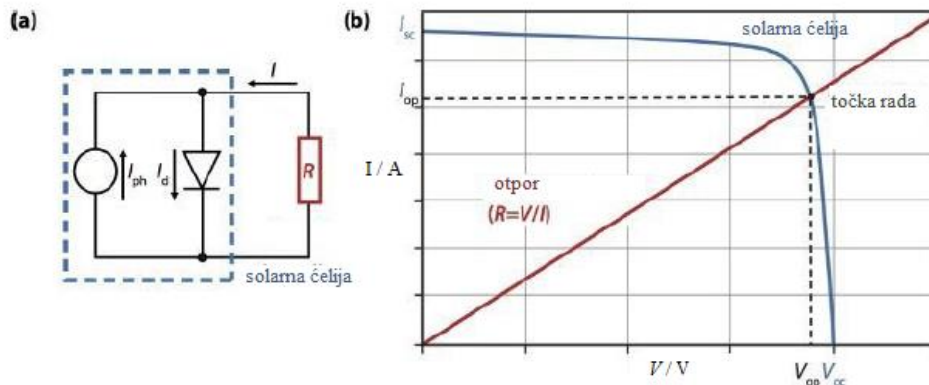 (a)
I
I_ph
I_d
R
solarna ćelija
(b)
I_sc
solarna ćelija
I_op
točka rada
I / A
otpor
(R=V/I)
V / V
V_op V_oc